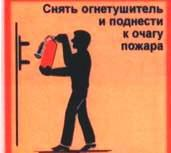 Снять огнетушитель
и поднести
к очагу
пожара